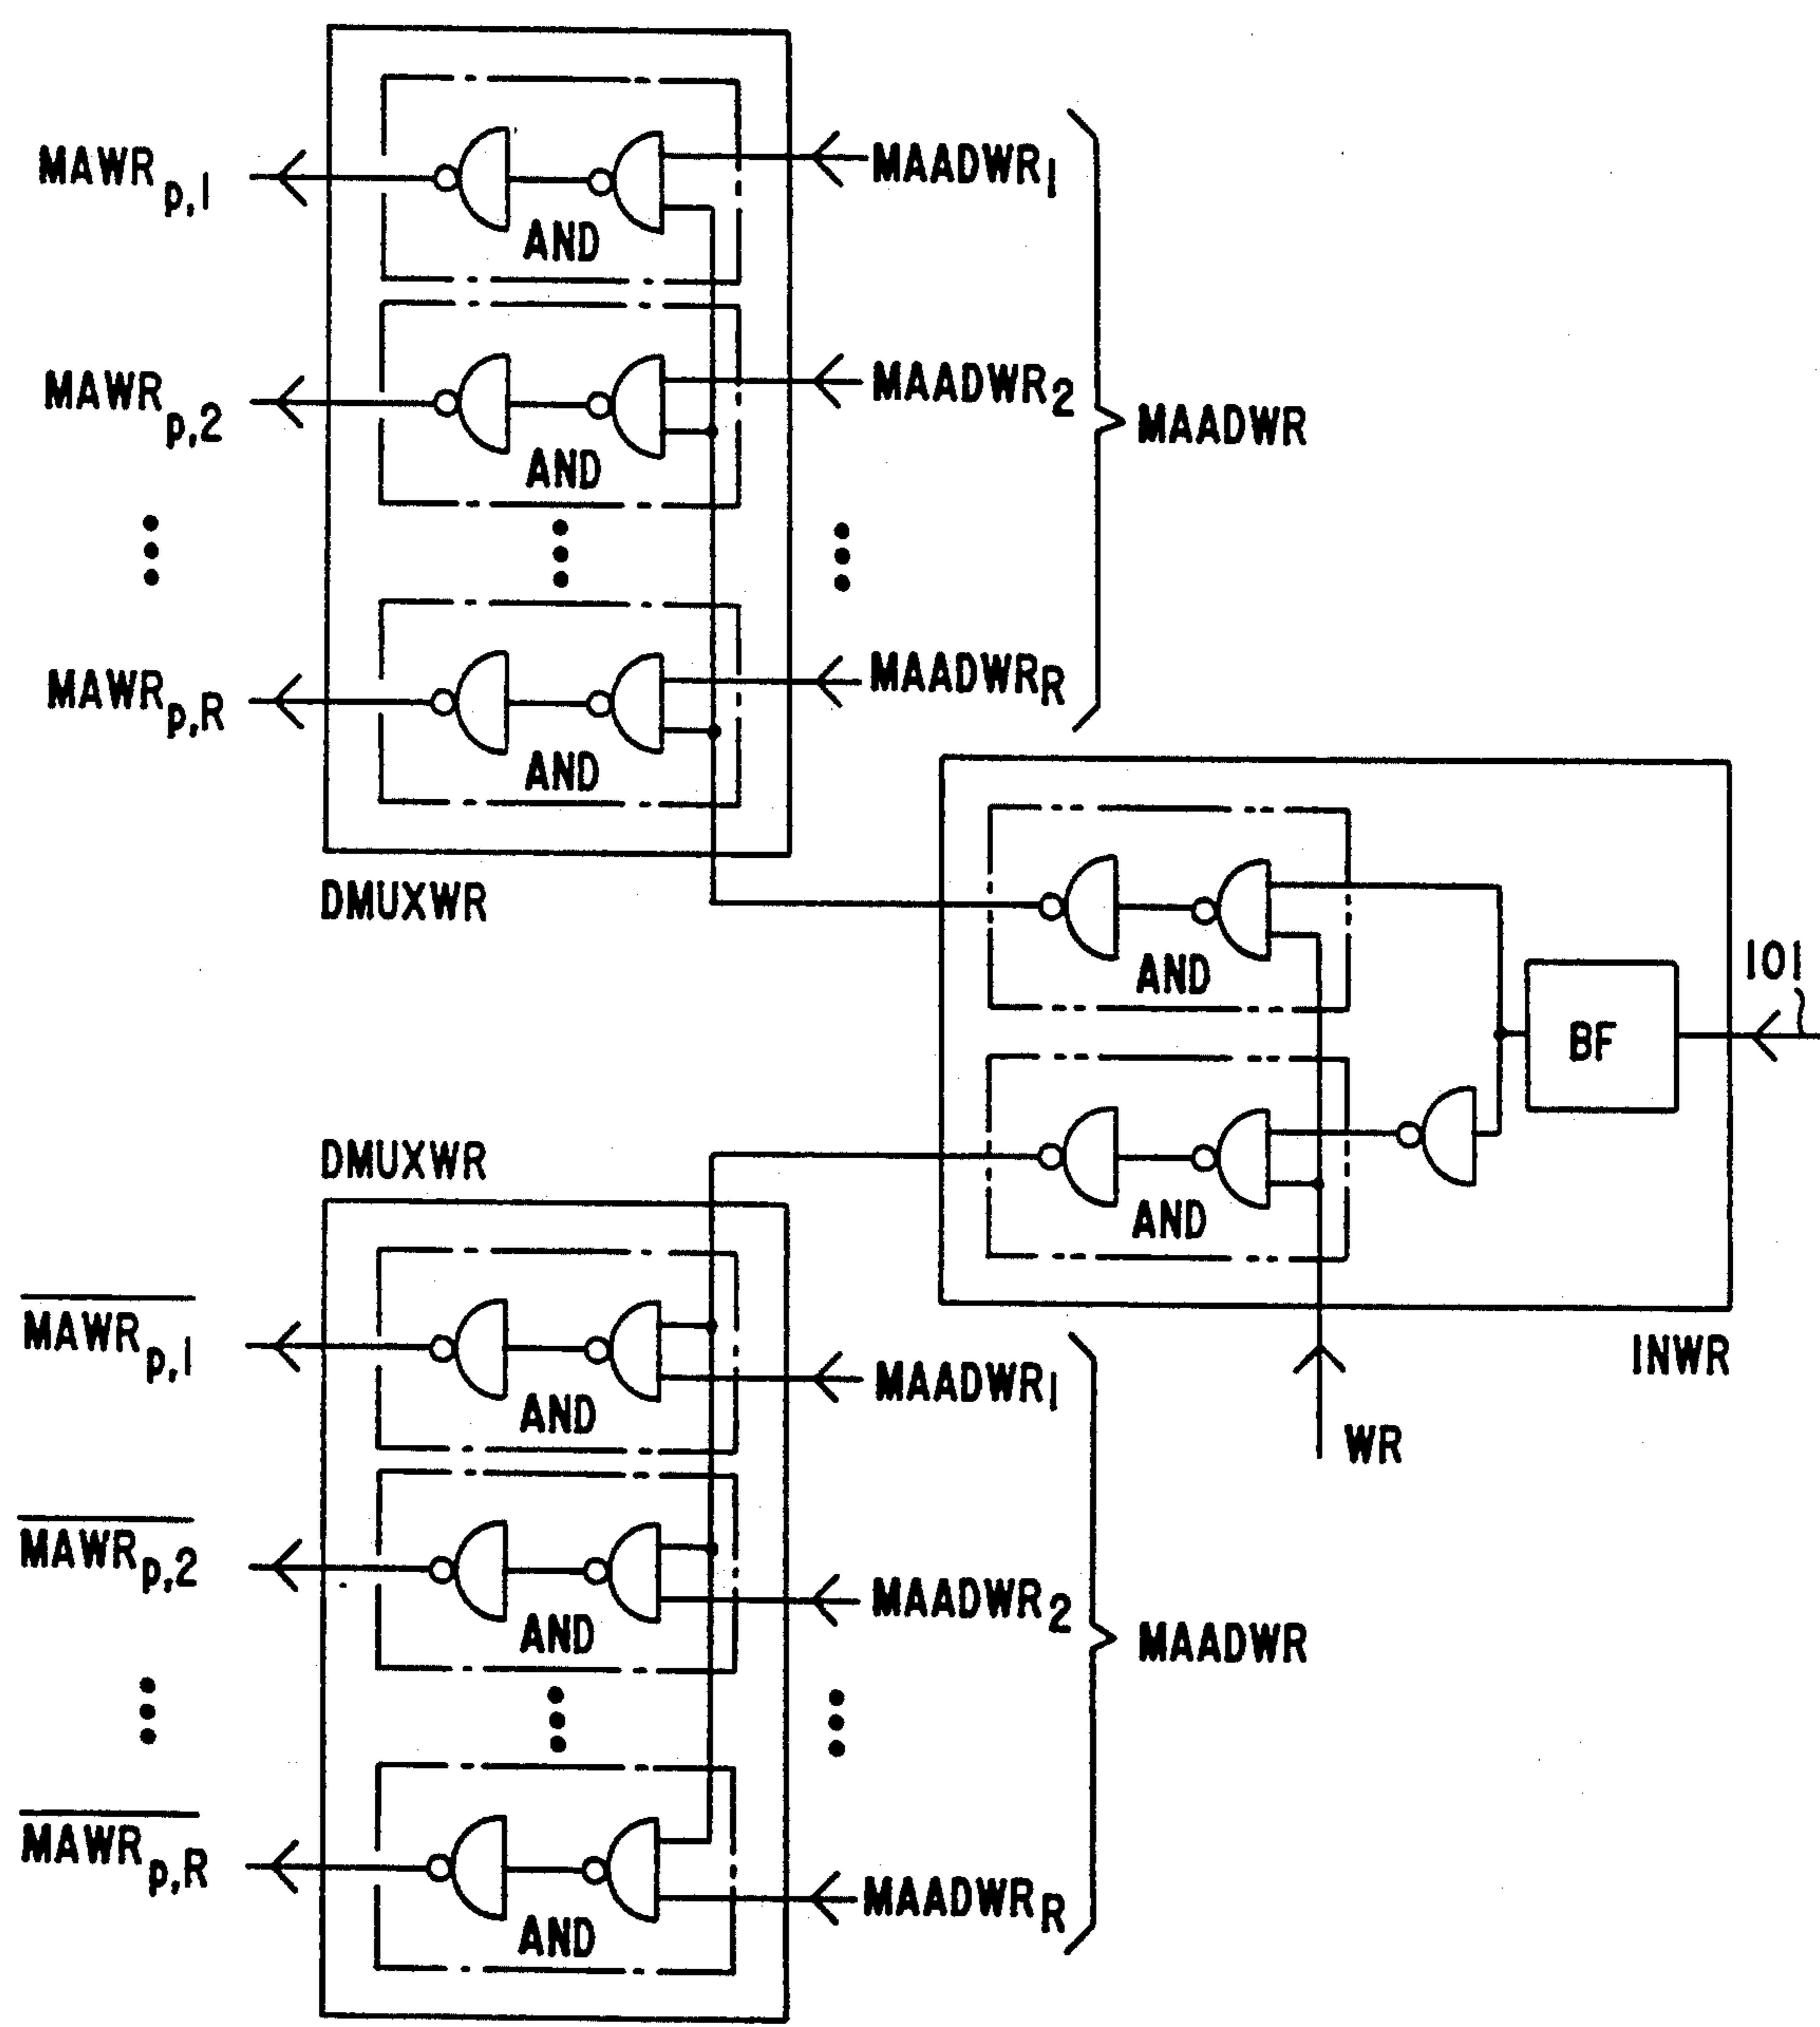 MAWRp,1
AND
MAADWR1
MAWRp,2
AND
MAADWR2
MAADWR
MAWRp,R
AND
MAADWRR
DMUXWR
AND
101
BF
AND
INWR
WR
DMUXWR
MAWRp,1
AND
MAADWR1
MAWRp,2
AND
MAADWR2
MAADWR
MAWRp,R
AND
MAADWRR